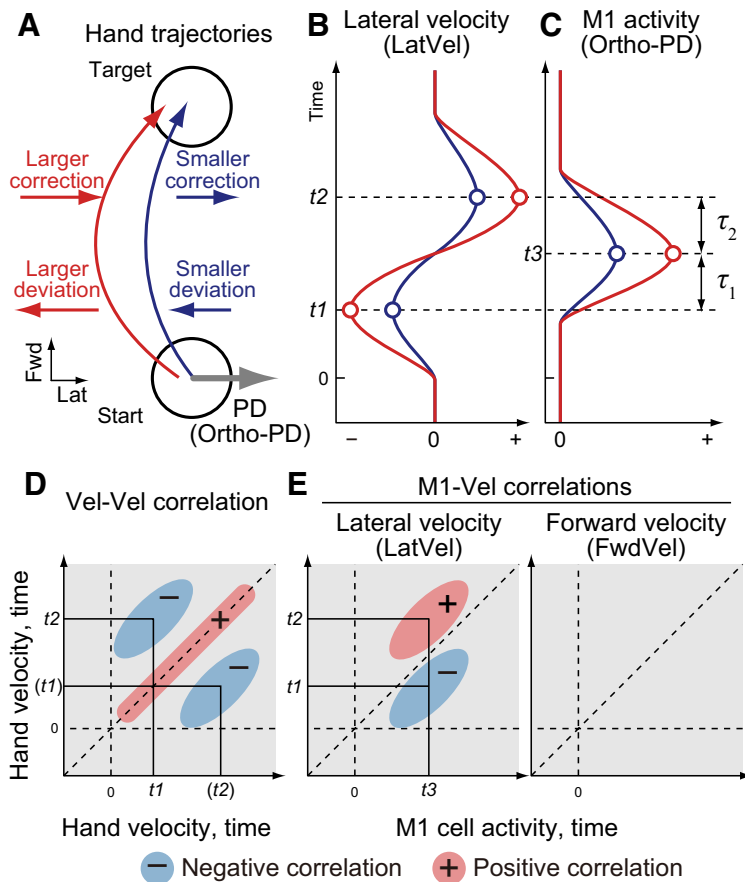 A
Hand trajectories
Target
Larger
correction
Smaller
correction
Larger
deviation
Smaller
deviation
Fwd
Lat
Start
PD
(Ortho-PD)
B
Lateral velocity
(LatVel)
Time
t2
t1
0
− 0 +
C
M1 activity
(Ortho-PD)
t3
τ2
τ1
0 +
D
Vel-Vel correlation
Hand velocity, time
t2
(t1)
0
− + −
0 t1 (t2)
Hand velocity, time
E
M1-Vel correlations
Lateral velocity
(LatVel)
t2
t1
0
+ −
0 t3
Forward velocity
(FwdVel)
0
M1 cell activity, time
− Negative correlation + Positive correlation